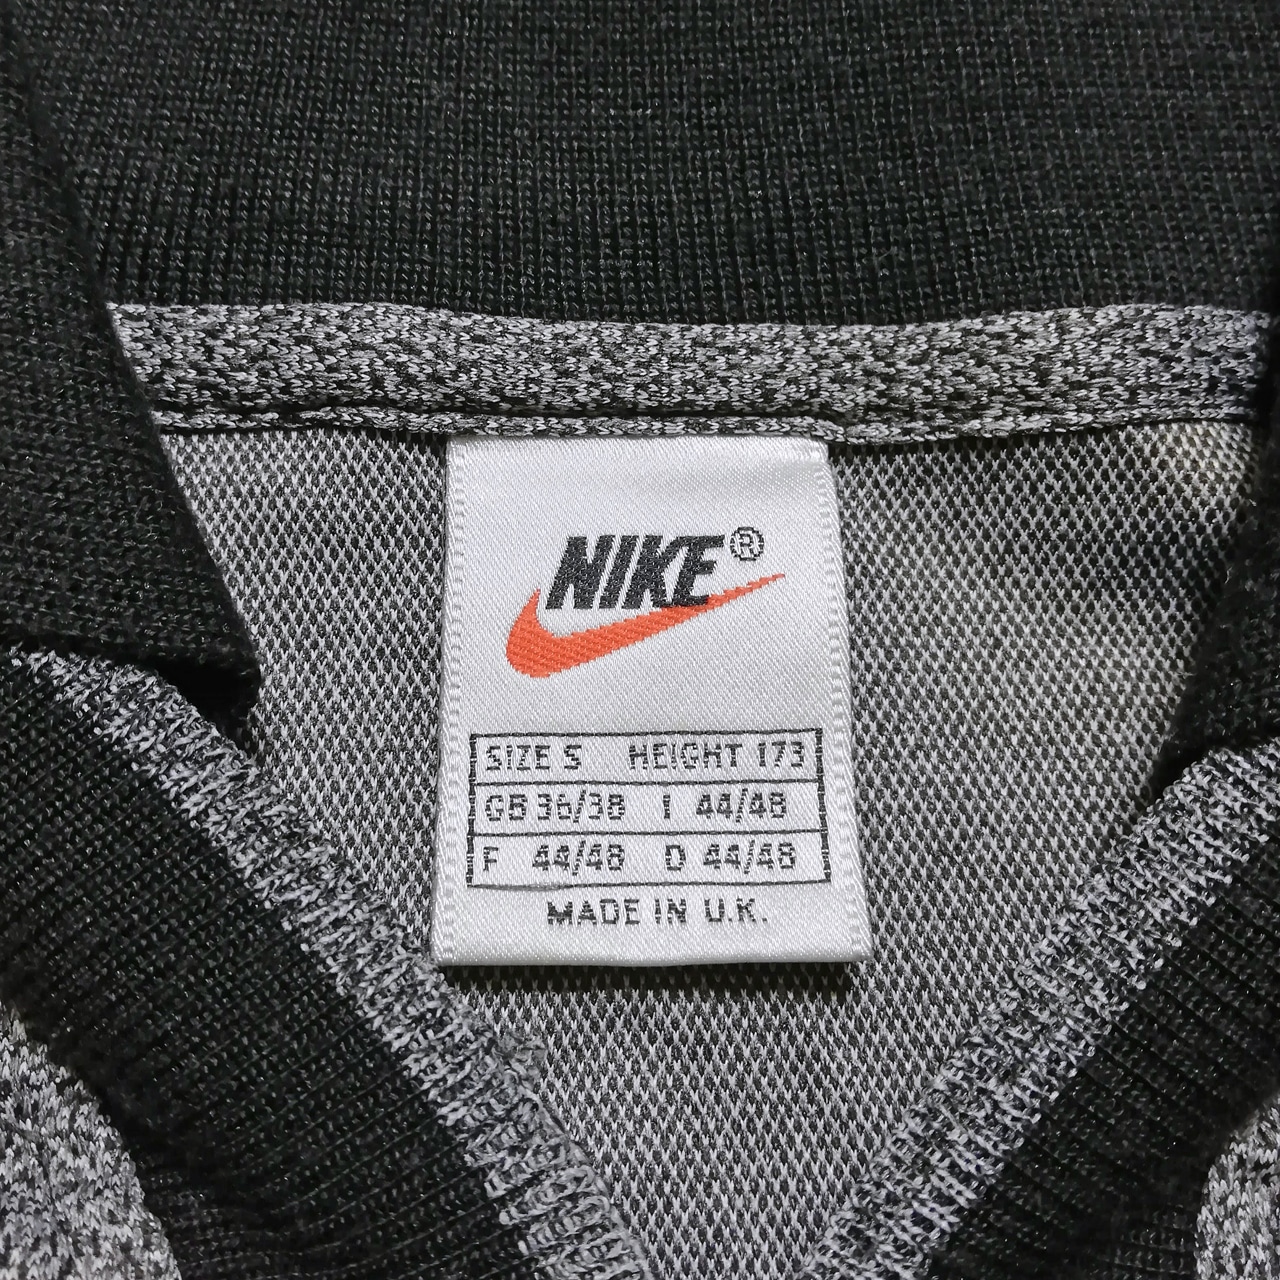 NIKE®
SIZE S HEIGHT 173
GB 36/38 I 44/48
F 44/48 D 44/48
MADE IN U.K.